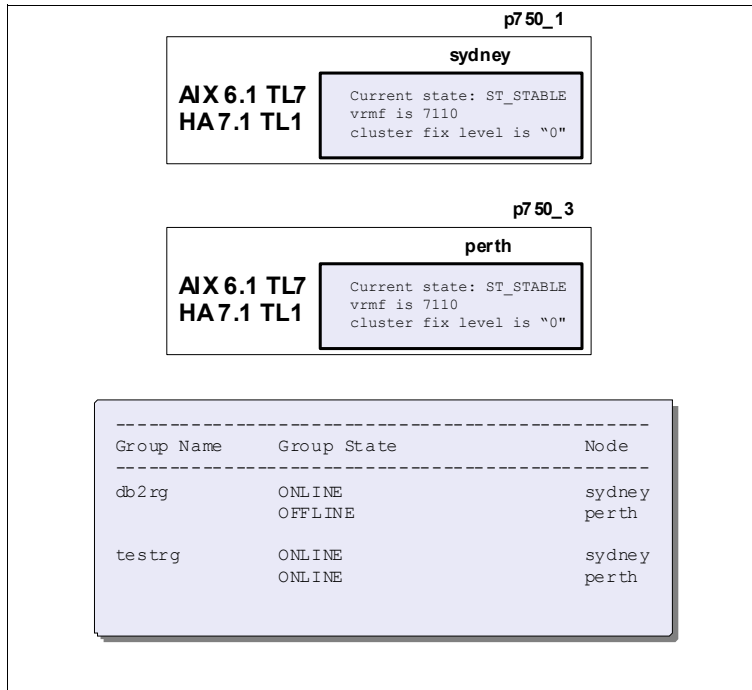 p750_1
sydney
AIX 6.1 TL7
HA 7.1 TL1
Current state: ST_STABLE
vrmf is 7110
cluster fix level is “0"
p750_3
perth
AIX 6.1 TL7
HA 7.1 TL1
Current state: ST_STABLE
vrmf is 7110
cluster fix level is “0"
--------------------------------------------------
Group Name Group State Node
--------------------------------------------------
db2rg ONLINE sydney
OFFLINE perth
testrg ONLINE sydney
ONLINE perth